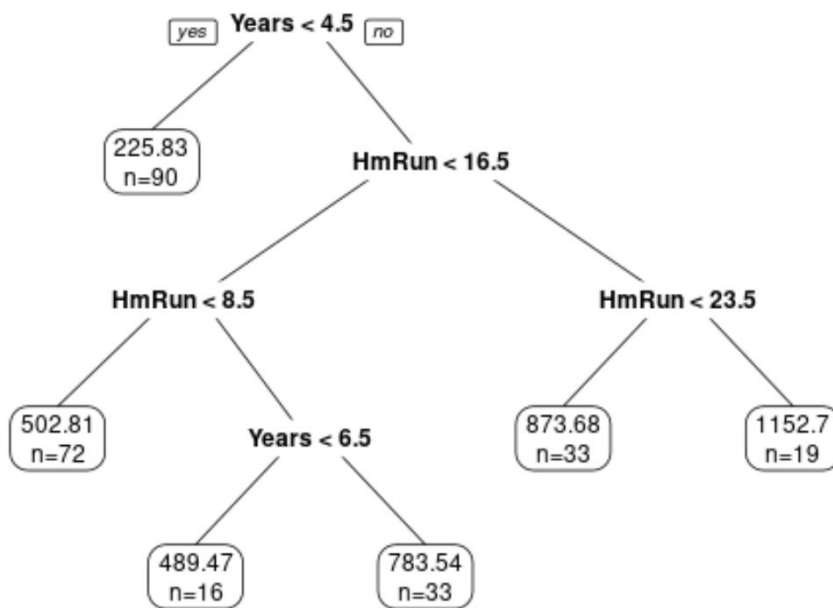 yes Years < 4.5 no
225.83
n=90
HmRun < 16.5
HmRun < 8.5
HmRun < 23.5
502.81
n=72
Years < 6.5
873.68
n=33
1152.7
n=19
489.47
n=16
783.54
n=33